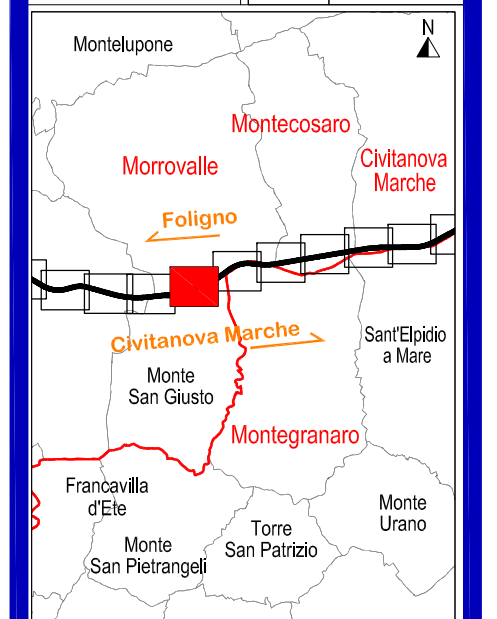 N
Montelupone
Montecosaro
Morrovalle
Civitanova
Marche
Foligno
Civitanova Marche
Sant'Elpidio
a Mare
Monte
San Giusto
Montegranaro
Francavilla
d'Ete
Monte
Urano
Torre
San Patrizio
Monte
San Pietrangeli